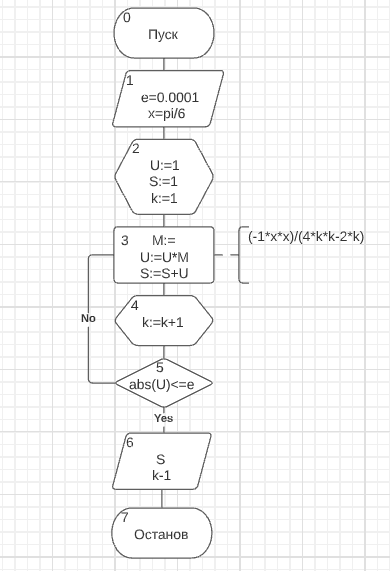 0
Пуск
1
e=0.0001
x=pi/6
2
U:=1
S:=1
k:=1
3
M:=
U:=U*M
S:=S+U
(-1*x*x)/(4*k*k-2*k)
4
k:=k+1
No
5
abs(U)<=e
Yes
6
S
k-1
7
Останов